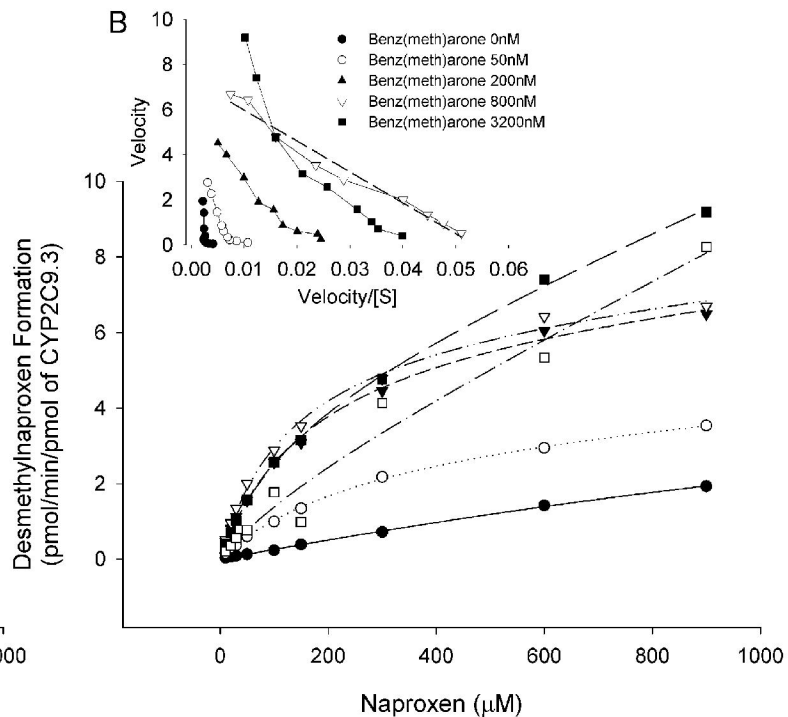 B
10
8
6
4
2
0
Velocity
0.00 0.01 0.02 0.03 0.04 0.05 0.06
Velocity/[S]
Benz(meth)arone 0nM
Benz(meth)arone 50nM
Benz(meth)arone 200nM
Benz(meth)arone 800nM
Benz(meth)arone 3200nM
10
8
6
4
2
0
Desmethylnaproxen Formation
(pmol/min/pmol of CYP2C9.3)
000
0 200 400 600 800 1000
Naproxen (μM)